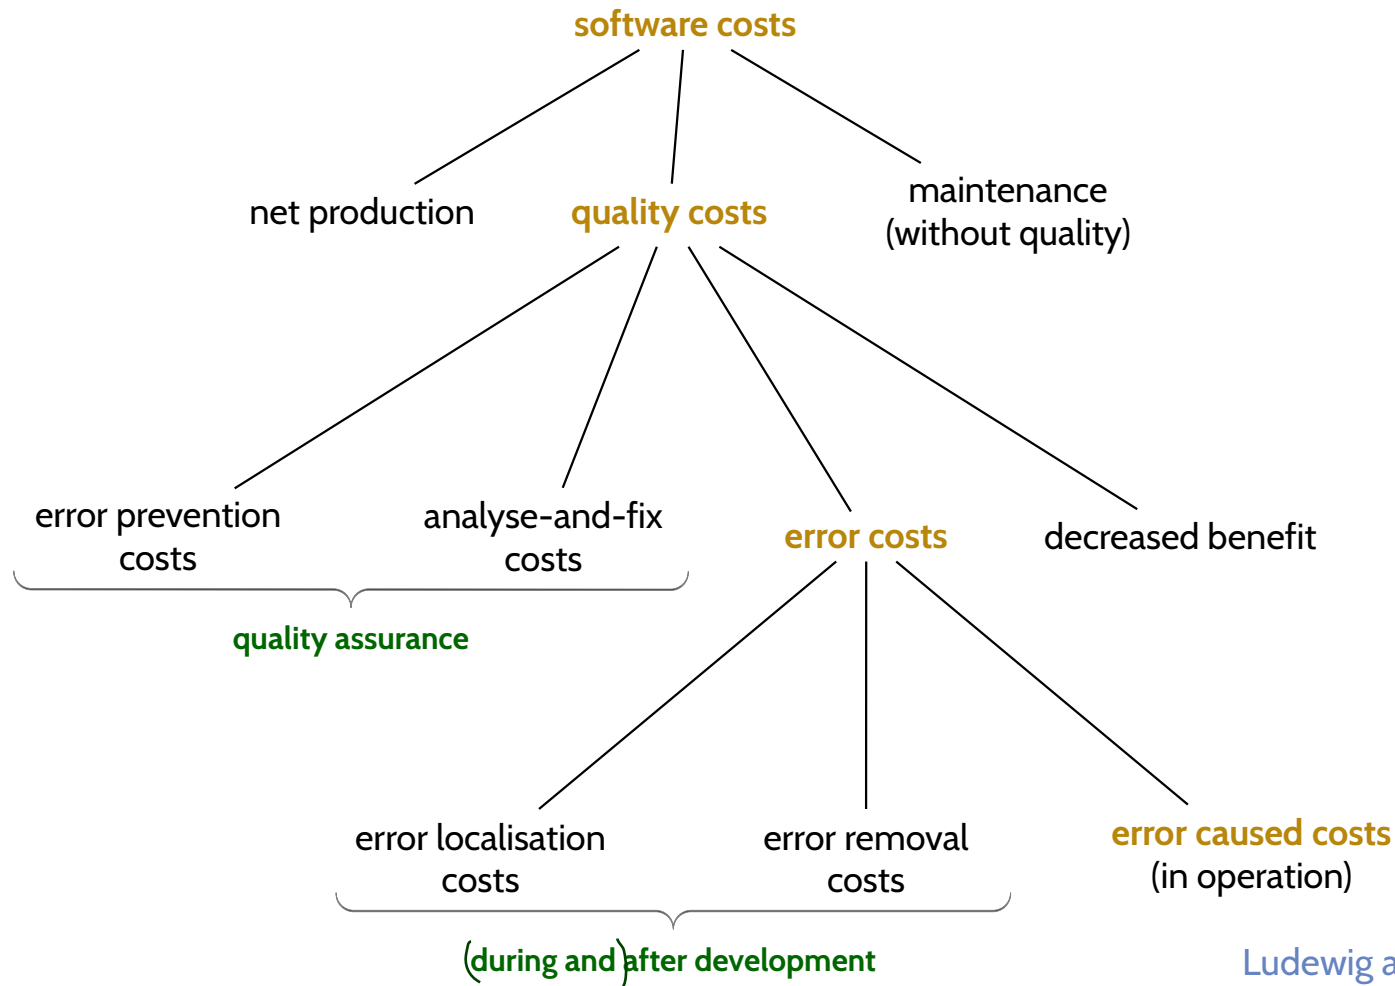 software costs
net production
quality costs
maintenance
(without quality)
error prevention
costs
analyse-and-fix
costs
error costs
decreased benefit
quality assurance
error localisation
costs
error removal
costs
error caused costs
(in operation)
(during and) after development
Ludewig a